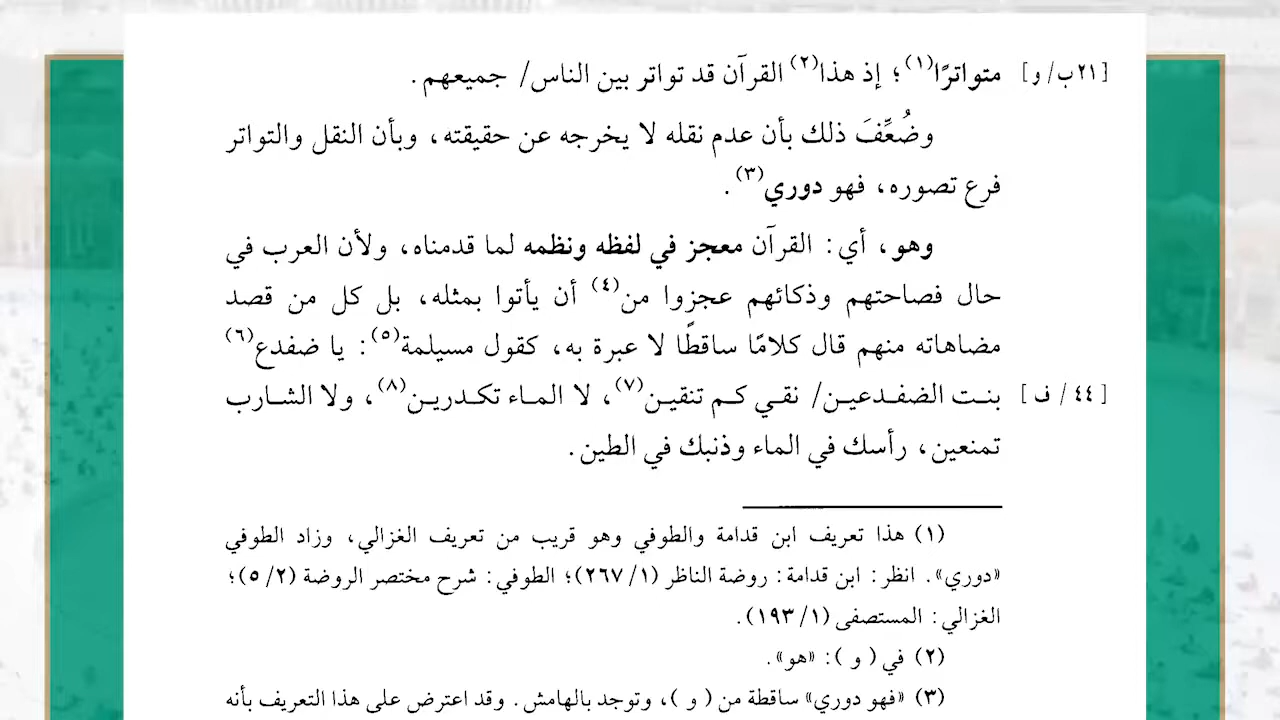 [٢١ب/و] متواترًا(١)؛ إذ هذا(٢) القرآن قد تواتر بين الناس/ جميعهم.
وضُعِّفَ ذلك بأن عدم نقله لا يخرجه عن حقيقته، وبأن النقل والتواتر
فرع تصوره، فهو دوري(٣).
وهو، أي: القرآن معجز في لفظه ونظمه لما قدمناه، ولأن العرب في
حال فصاحتهم وذكائهم عجزوا من(٤) أن يأتوا بمثله، بل كل من قصد
مضاهاته منهم قال كلامًا ساقطًا لا عبرة به، كقول مسيلمة(٥): يا ضفدع(٦)
[٤٤/ ف] بنت الضفدعين/ نقي كم تنقين(٧)، لا الماء تكدرين(٨)، ولا الشارب
تمنعين، رأسك في الماء وذنبك في الطين.
(١) هذا تعريف ابن قدامة والطوفي وهو قريب من تعريف الغزالي، وزاد الطوفي
«دوري». انظر: ابن قدامة: روضة الناظر (١/ ٢٦٧)؛ الطوفي: شرح مختصر الروضة (٢/ ٥)؛
الغزالي: المستصفى (١/ ١٩٣).
(٢) في ( و ): «هو».
(٣) «فهو دوري» ساقطة من ( و )، وتوجد بالهامش. وقد اعترض على هذا التعريف بأنه